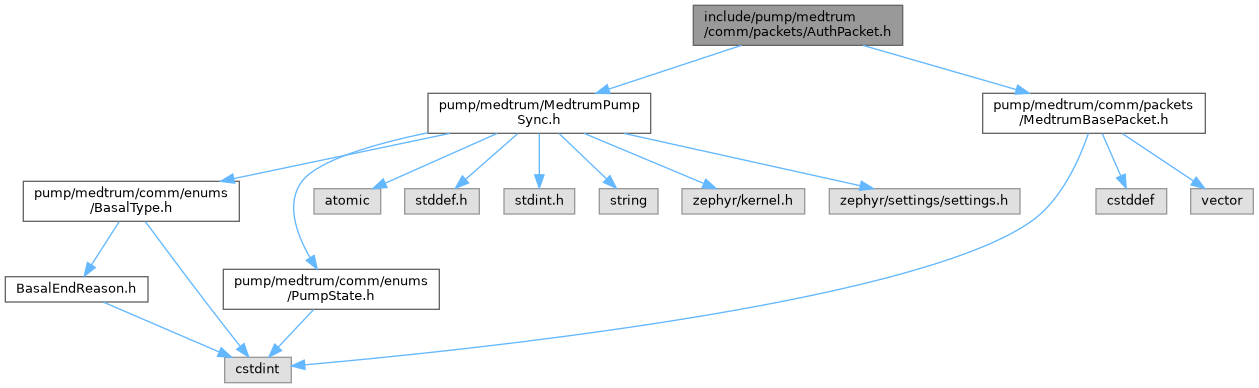 include/pump/medtrum
/comm/packets/AuthPacket.h
pump/medtrum/MedtrumPump
Sync.h
pump/medtrum/comm/packets
/MedtrumBasePacket.h
pump/medtrum/comm/enums
/BasalType.h
atomic
stddef.h
stdint.h
string
zephyr/kernel.h
zephyr/settings/settings.h
cstddef
vector
BasalEndReason.h
pump/medtrum/comm/enums
/PumpState.h
cstdint